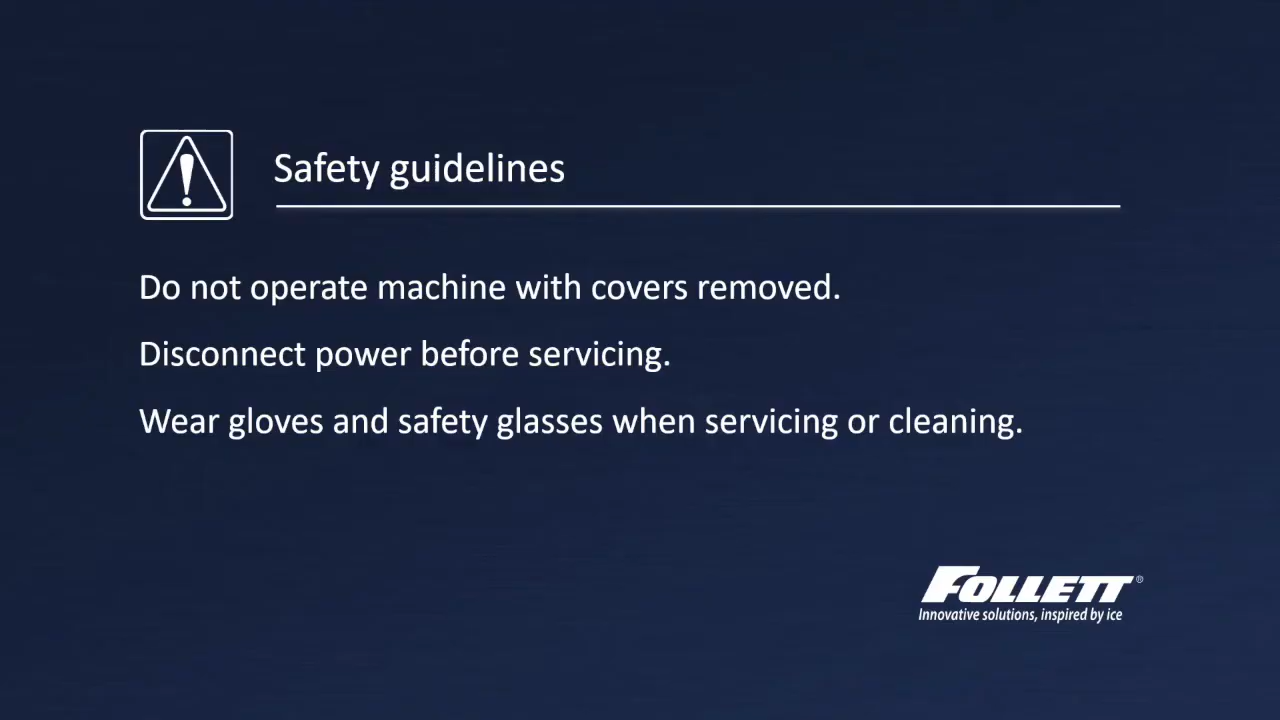 Safety guidelines
Do not operate machine with covers removed.
Disconnect power before servicing.
Wear gloves and safety glasses when servicing or cleaning.
FOLLETT®
Innovative solutions, inspired by ice